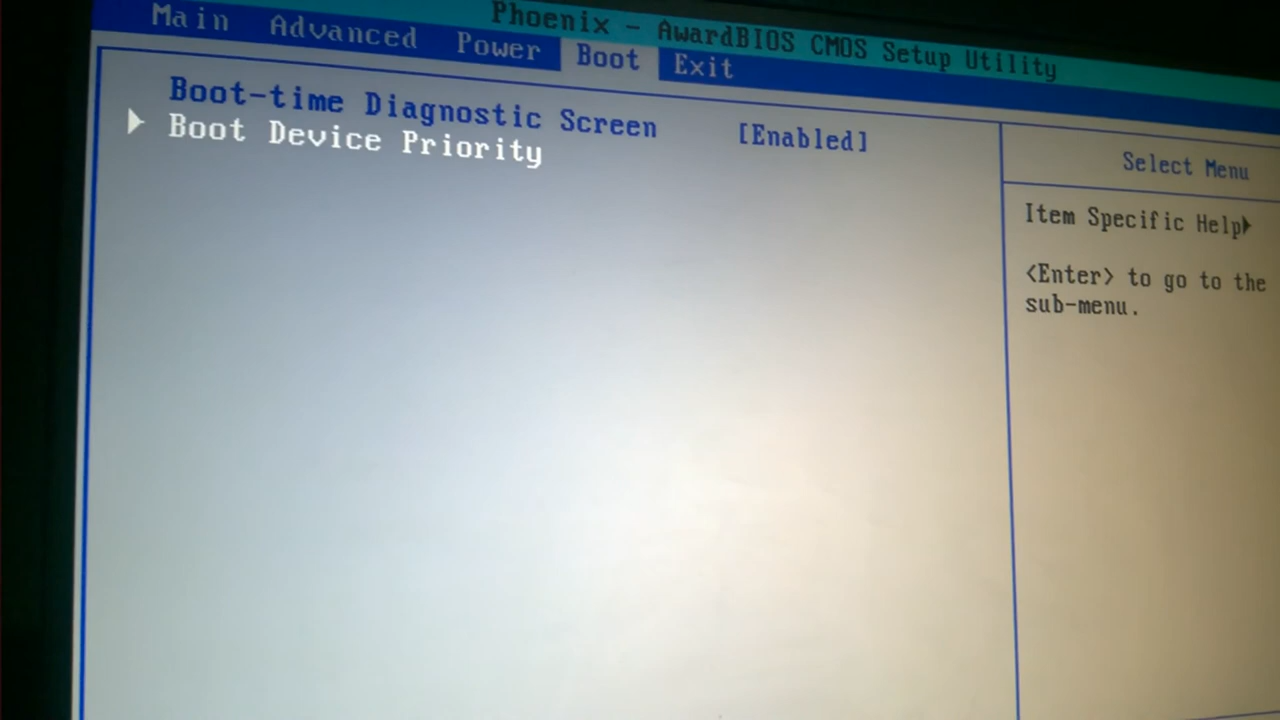 Phoenix - AwardBIOS CMOS Setup Utility
Main Advanced Power Boot Exit
Boot-time Diagnostic Screen [Enabled]
Boot Device Priority
Select Menu
Item Specific Help
<Enter> to go to the
sub-menu.